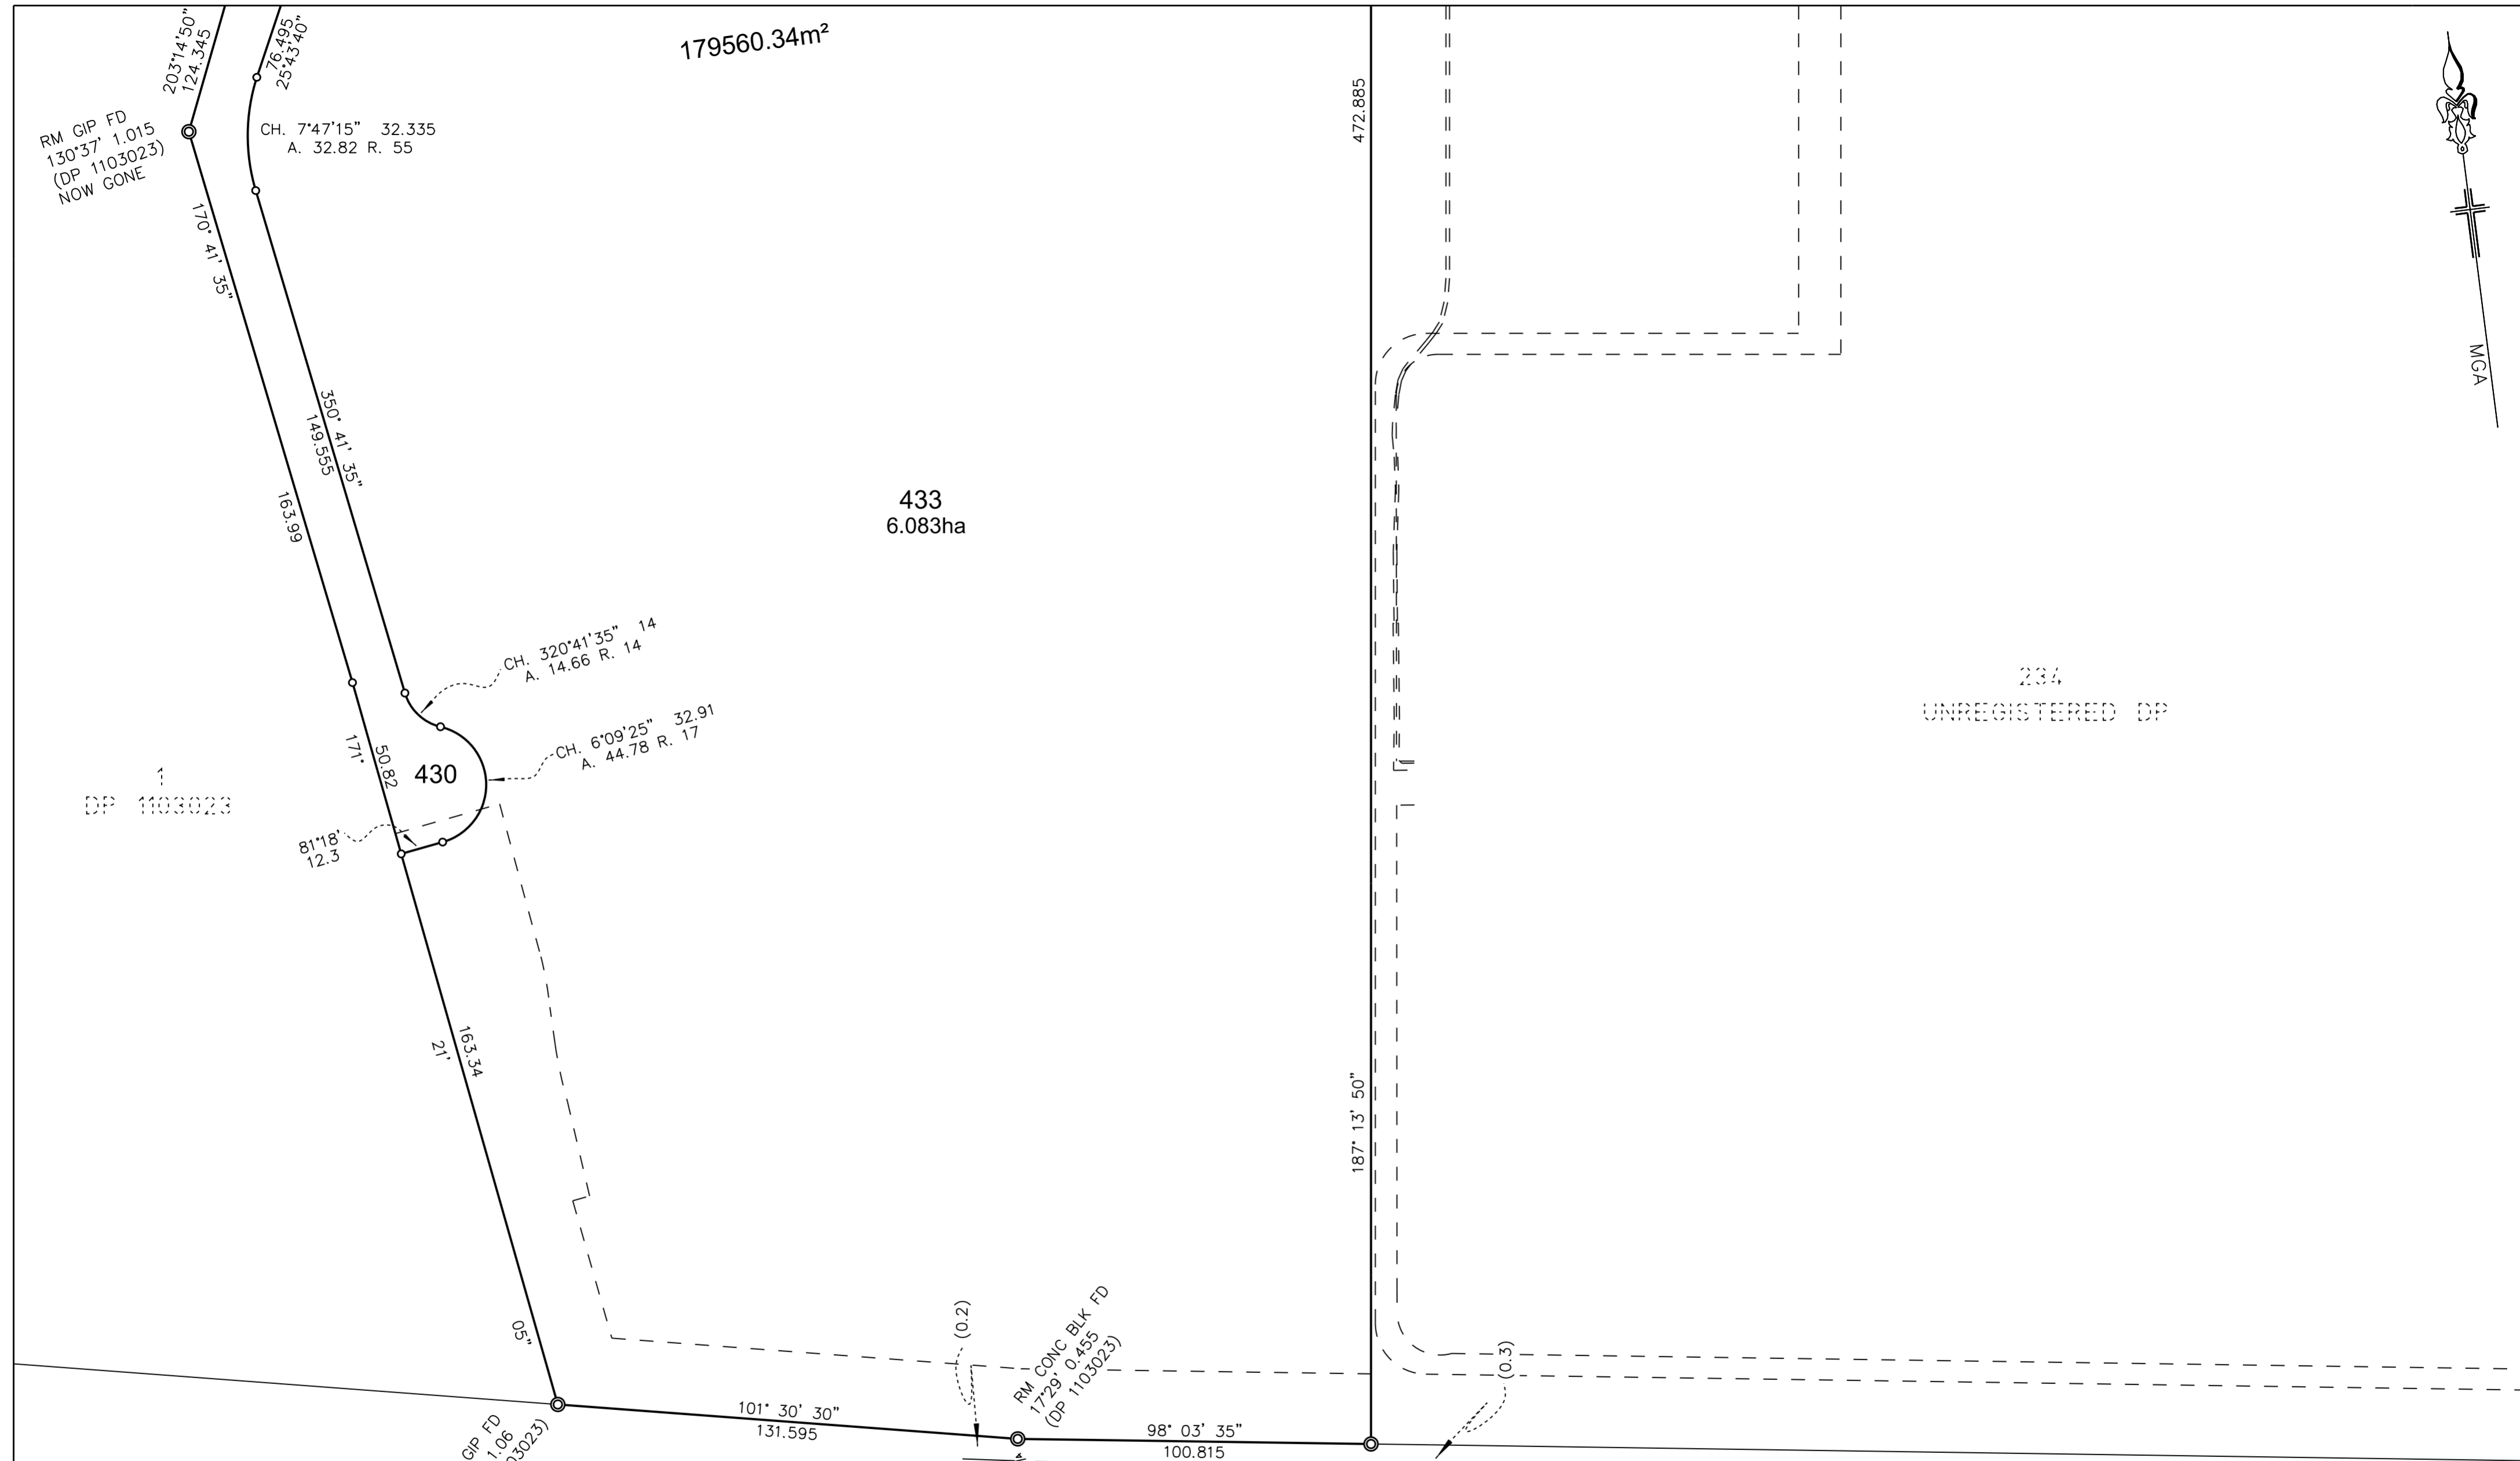 203°14'50"
124.345
76.495
25°43'40"
179560.34m²
472.885
RM GIP FD
130°37' 1.015
(DP 1103023)
NOW GONE
CH. 7°47'15" 32.335
A. 32.82 R. 55
170° 41' 35"
163.99
350° 41' 35"
149.555
MGA
433
6.083ha
CH. 320°41'35" 14
A. 14.66 R. 14
CH. 6°09'25" 32.91
A. 44.78 R. 17
234
UNREGISTERED DP
171°
50.82
430
1
DP 1103023
81°18'
12.3
163.34
21'
05"
187° 13' 50"
(0.2)
RM CONC BLK FD
17°29' 0.455
(DP 1103023)
(0.3)
101° 30' 30"
131.595
98° 03' 35"
100.815
GIP FD
1.06
03023)